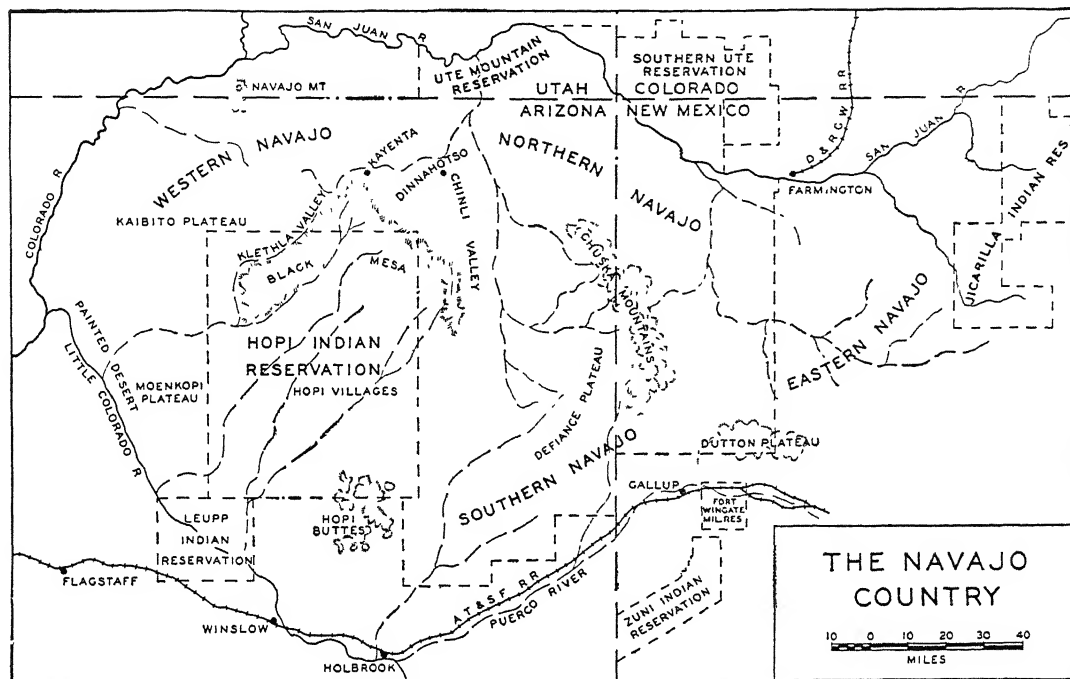 SAN JUAN R
UTE MOUNTAIN
RESERVATION
SOUTHERN UTE
RESERVATION
COLORADO
NAVAJO MT
UTAH
ARIZONA
NEW MEXICO
D & R G W RR
SAN JUAN R
JICARILLA INDIAN RES
WESTERN NAVAJO
KAYENTA
DINNAHOTSO
NORTHERN
NAVAJO
FARMINGTON
COLORADO R
KAIBITO PLATEAU
KLETHLA VALLEY
CHINLI VALLEY
BLACK MESA
CHUSKA MOUNTAINS
EASTERN NAVAJO
PAINTED DESERT
LITTLE COLORADO R
MOENKOPI
PLATEAU
HOPI INDIAN
RESERVATION
HOPI VILLAGES
DEFIANCE PLATEAU
DUTTON PLATEAU
SOUTHERN NAVAJO
GALLUP
FORT
WINGATE
MIL.RES
LEUPP
INDIAN
RESERVATION
HOPI
BUTTES
FLAGSTAFF
WINSLOW
HOLBROOK
A.T. & S.F. RR
PUERCO RIVER
ZUNI INDIAN
RESERVATION
THE NAVAJO
COUNTRY
10 0 10 20 30 40
MILES